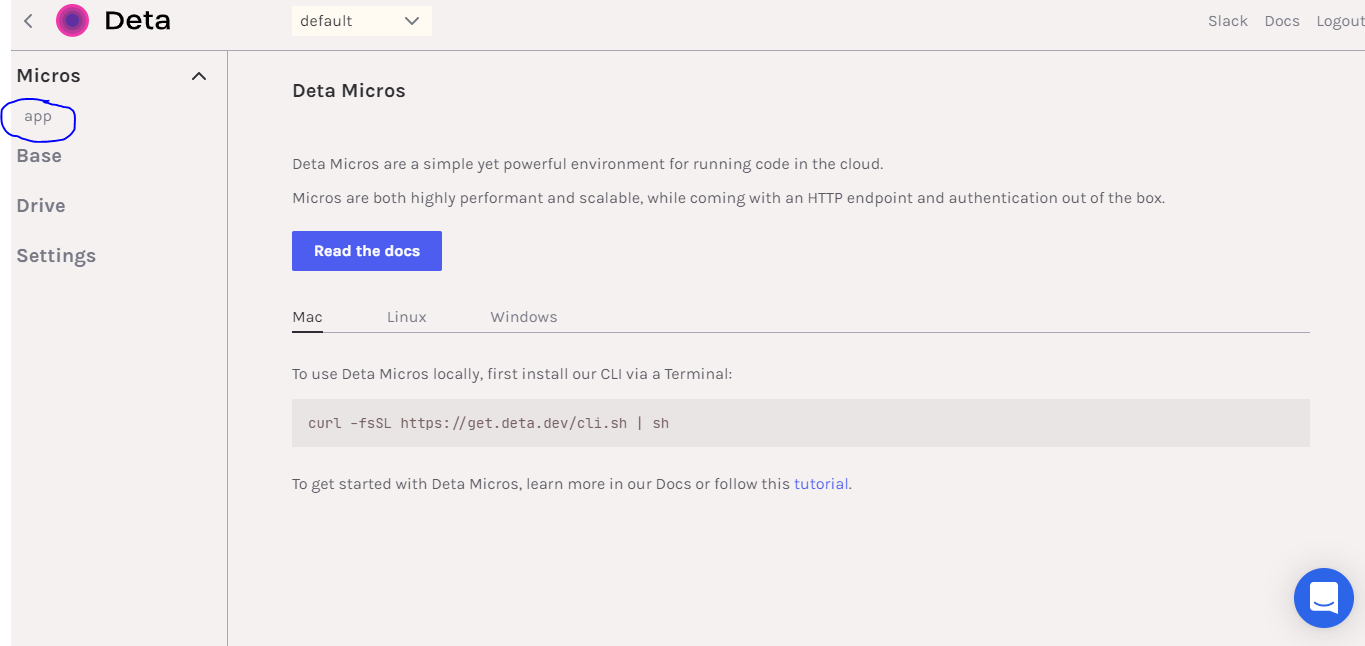 Deta
default
Slack Docs Logout
Micros
app
Base
Drive
Settings
Deta Micros
Deta Micros are a simple yet powerful environment for running code in the cloud.
Micros are both highly performant and scalable, while coming with an HTTP endpoint and authentication out of the box.
Read the docs
Mac Linux Windows
To use Deta Micros locally, first install our CLI via a Terminal:
curl -fsSL https://get.deta.dev/cli.sh | sh
To get started with Deta Micros, learn more in our Docs or follow this tutorial.